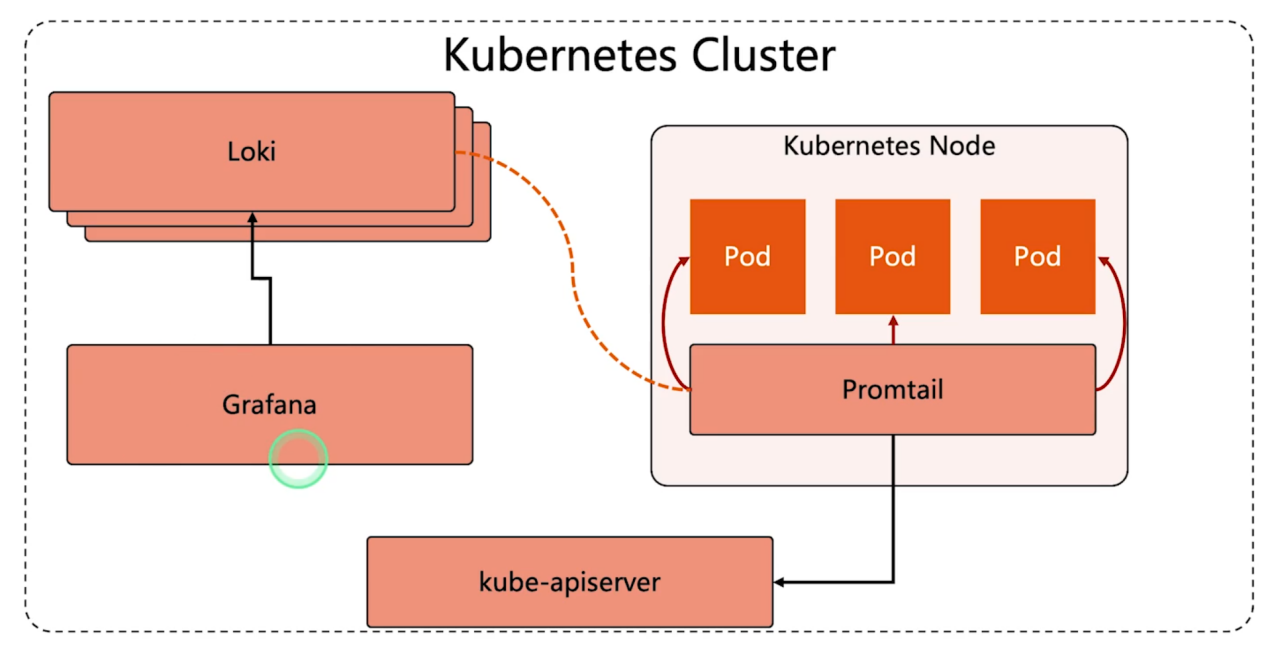 Kubernetes Cluster
Loki
Kubernetes Node
Pod
Pod
Pod
Promtail
Grafana
kube-apiserver